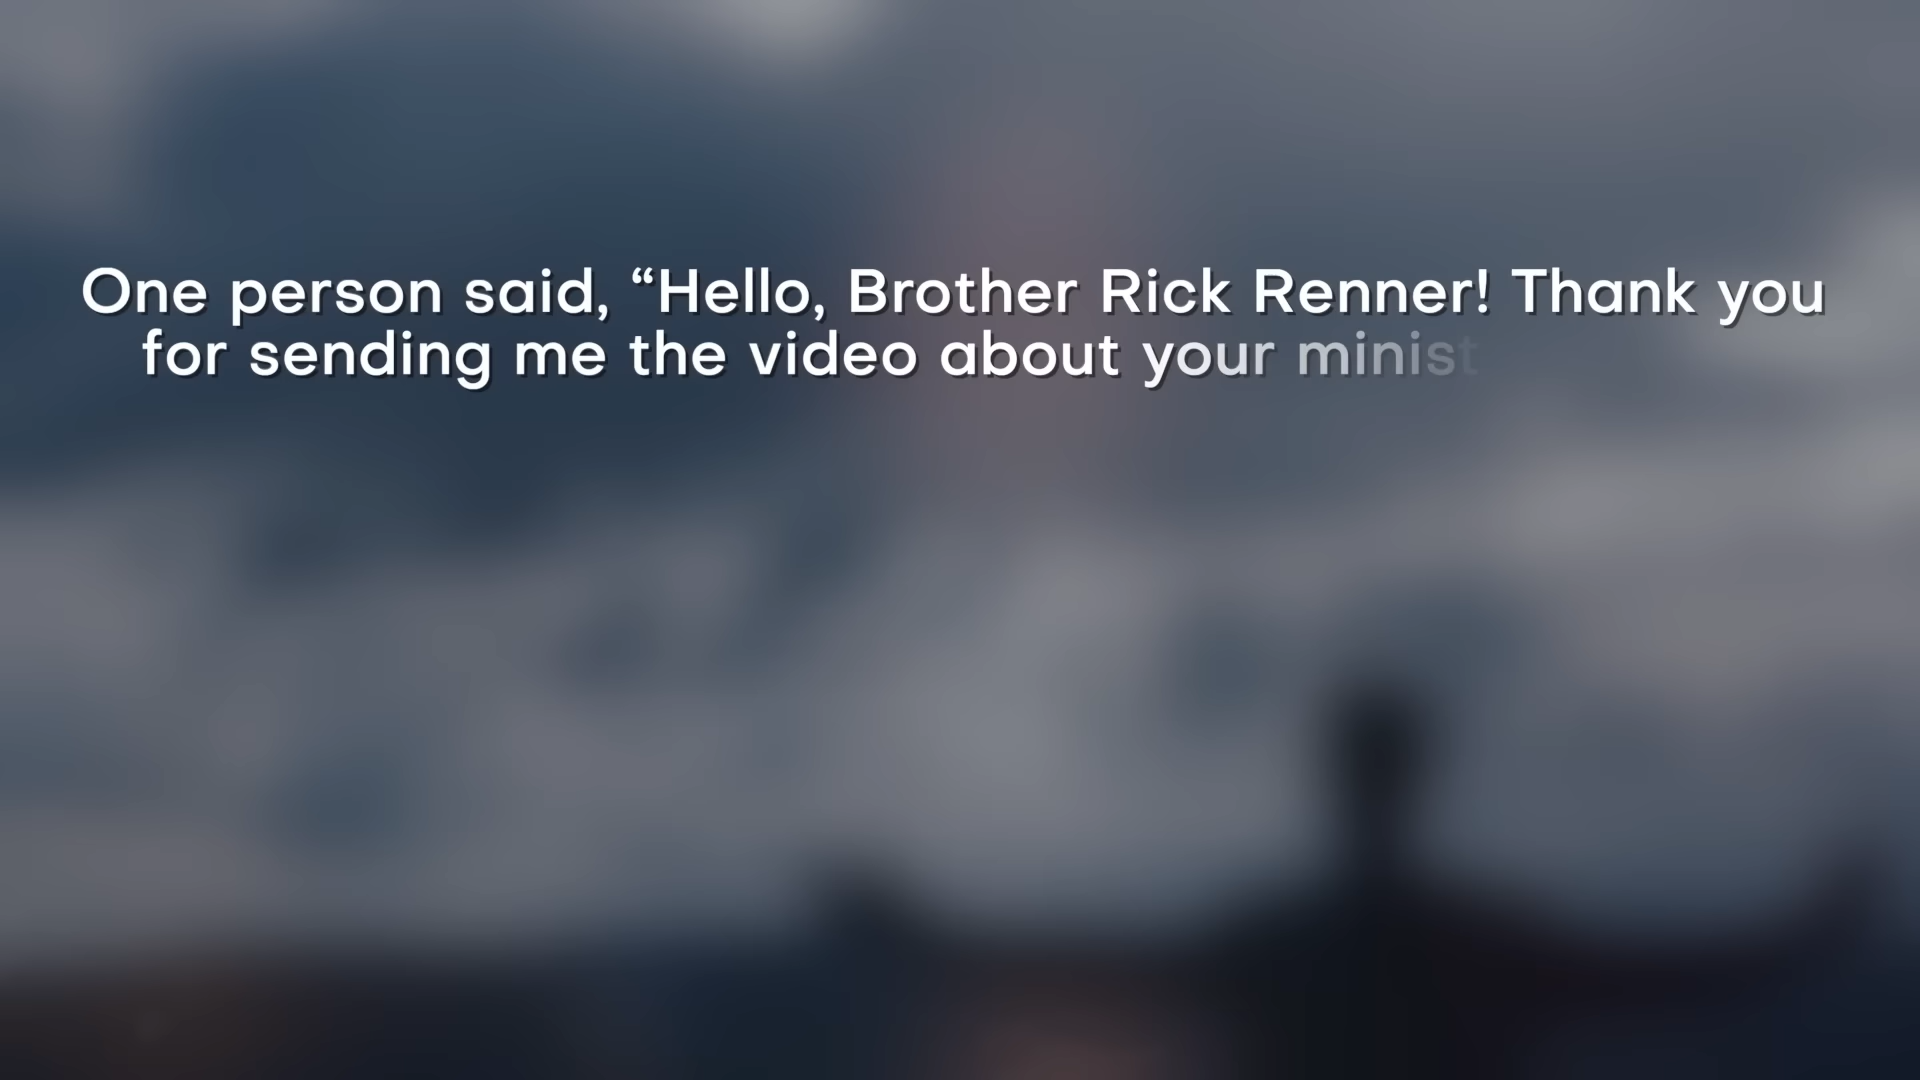 One person said, “Hello, Brother Rick Renner! Thank you
for sending me the video about your minist